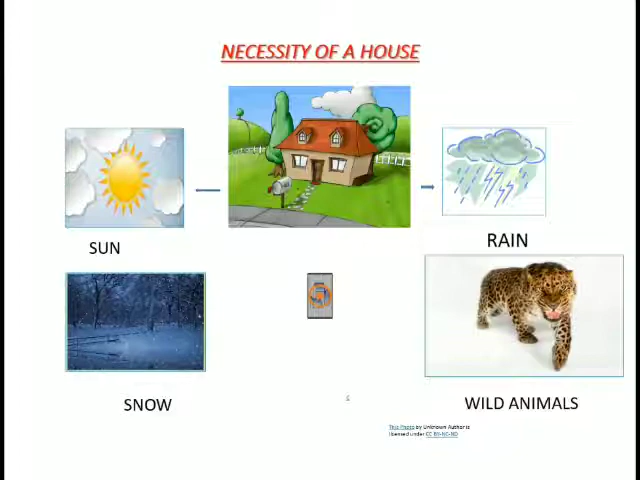 NECESSITY OF A HOUSE
SUN
RAIN
SNOW
WILD ANIMALS
This Photo by Unknown Author is
licensed under CC BY-NC-ND